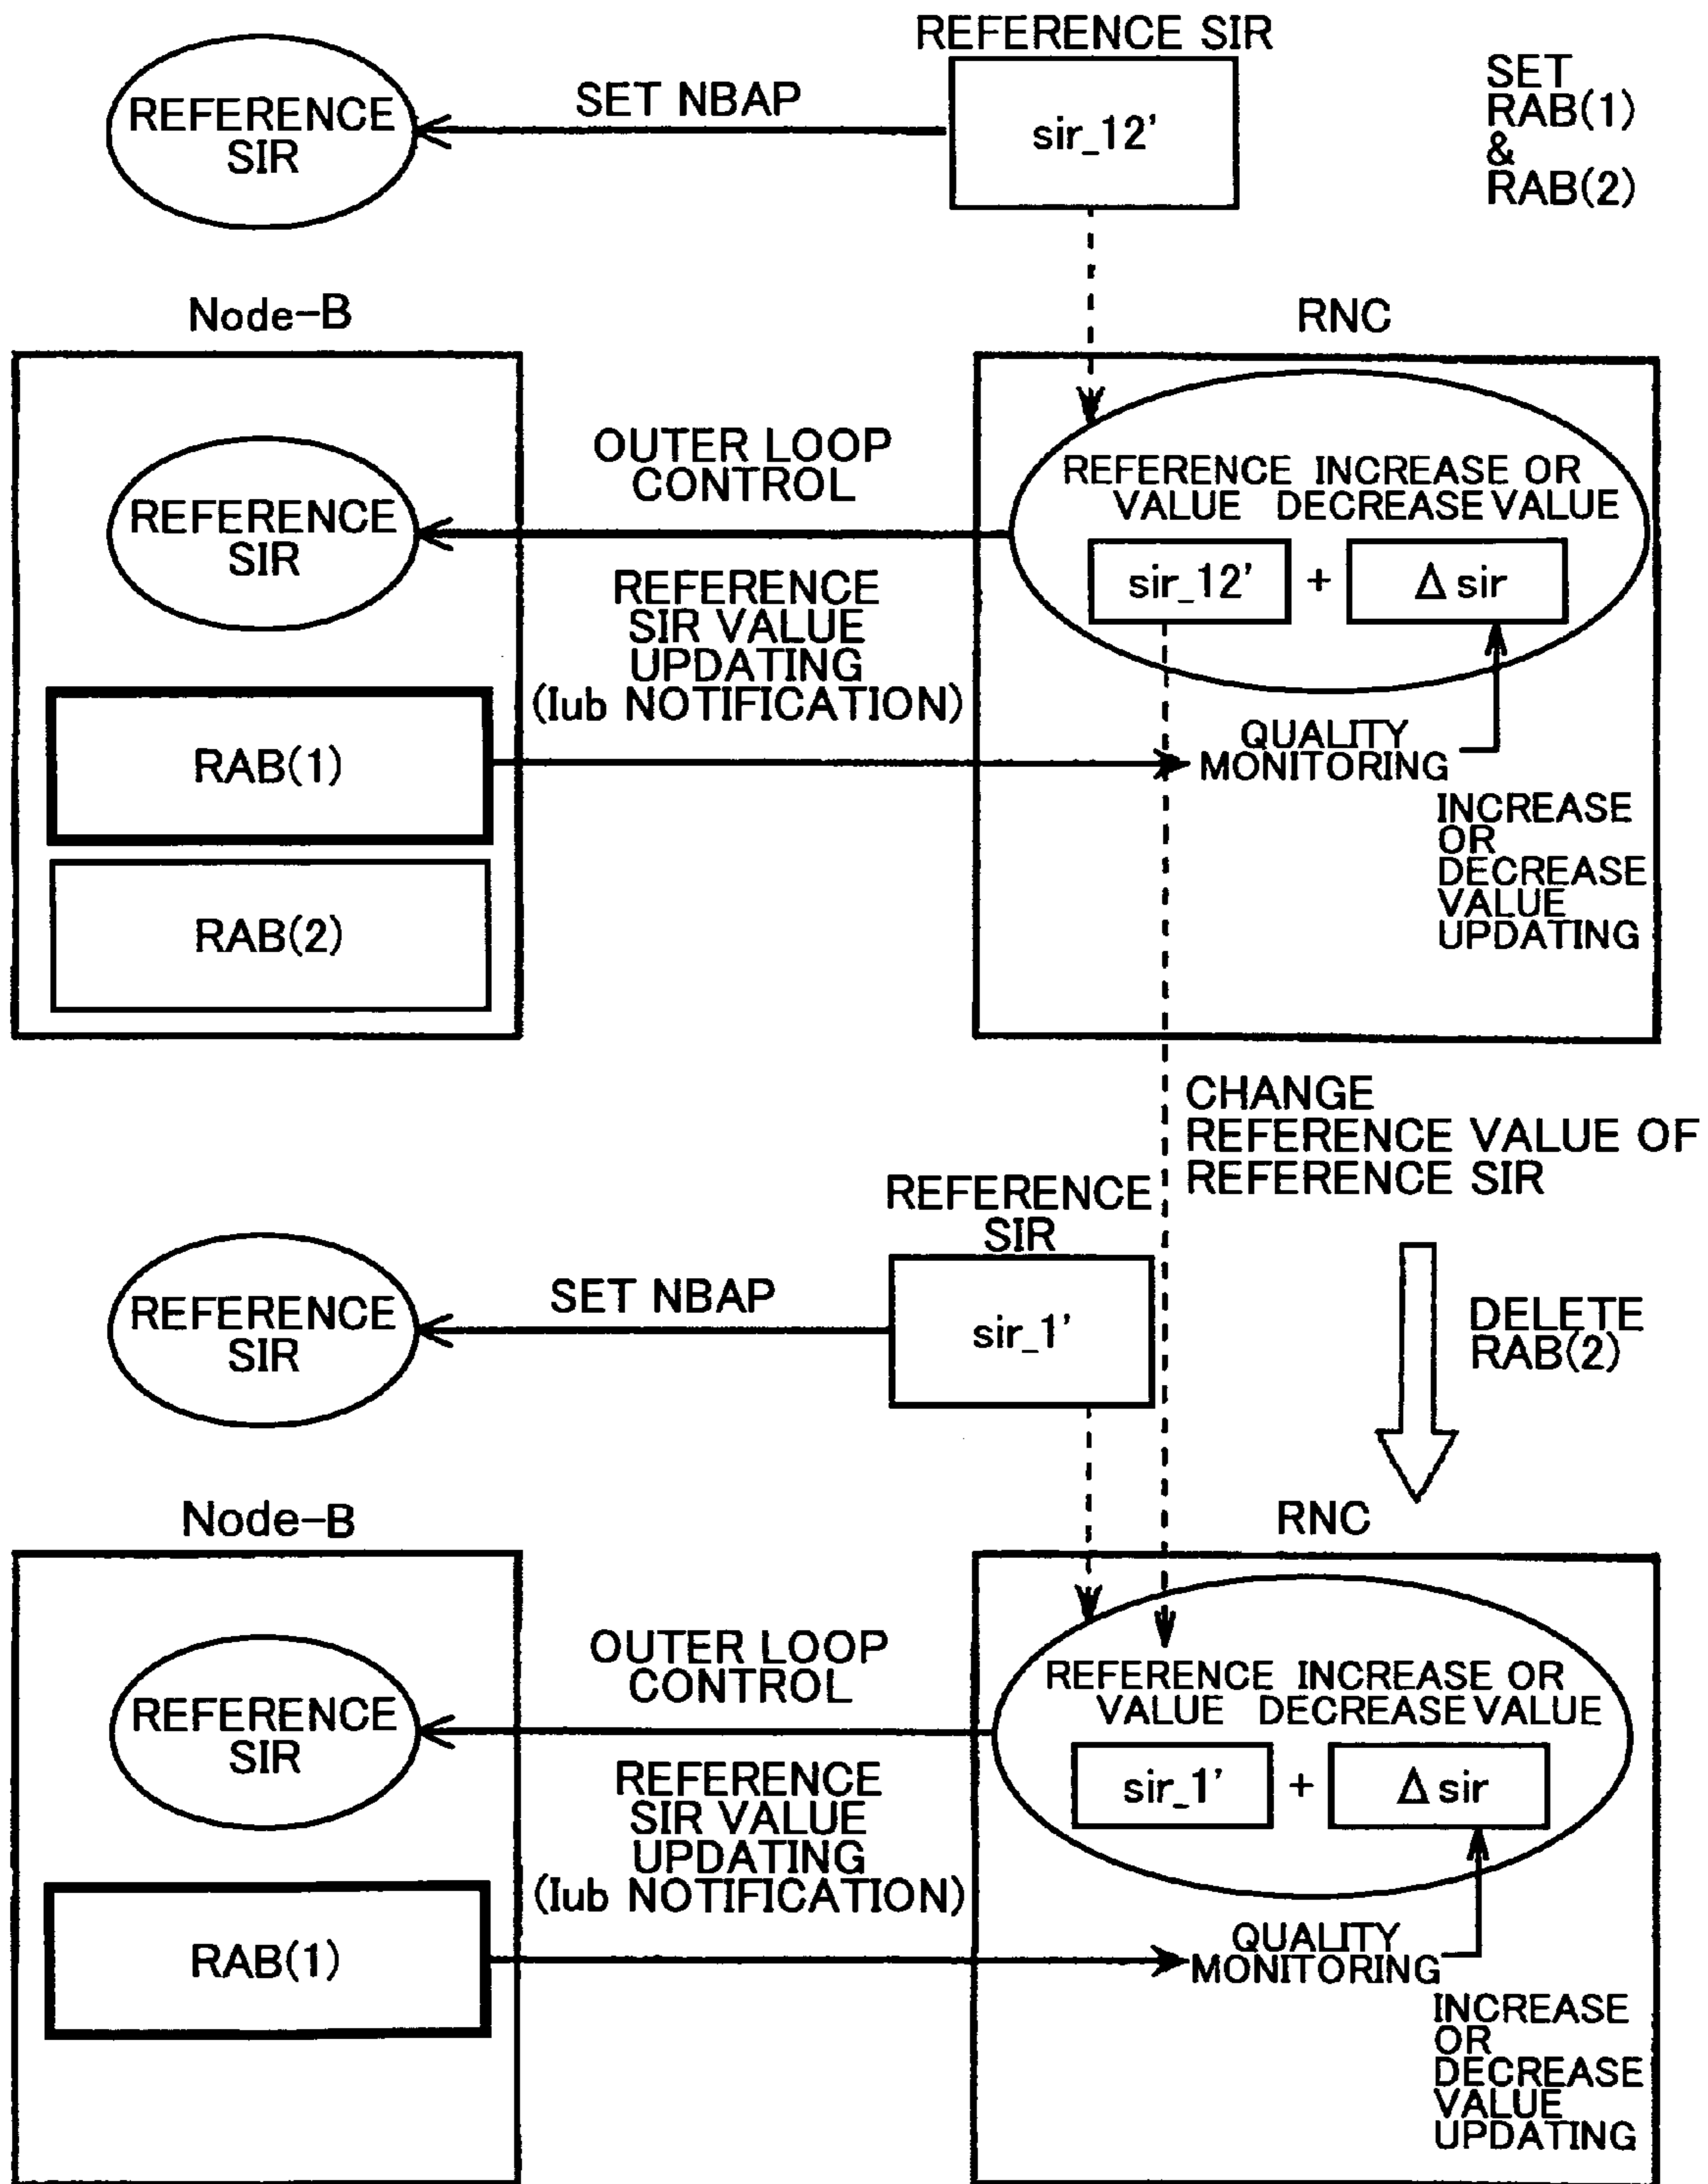 REFERENCE SIR
REFERENCE
SIR
SET NBAP
sir_12'
SET
RAB(1)
&
RAB(2)
Node-B
RNC
OUTER LOOP
CONTROL
REFERENCE
SIR
REFERENCE INCREASE OR
VALUE DECREASE VALUE
sir_12' + Δ sir
REFERENCE
SIR VALUE
UPDATING
(Iub NOTIFICATION)
RAB(1)
QUALITY
MONITORING
INCREASE
OR
DECREASE
VALUE
UPDATING
RAB(2)
CHANGE
REFERENCE VALUE OF
REFERENCE SIR
REFERENCE
SIR
REFERENCE
SIR
SET NBAP
sir_1'
DELETE
RAB(2)
Node-B
RNC
OUTER LOOP
CONTROL
REFERENCE
SIR
REFERENCE INCREASE OR
VALUE DECREASE VALUE
sir_1' + Δ sir
REFERENCE
SIR VALUE
UPDATING
(Iub NOTIFICATION)
RAB(1)
QUALITY
MONITORING
INCREASE
OR
DECREASE
VALUE
UPDATING